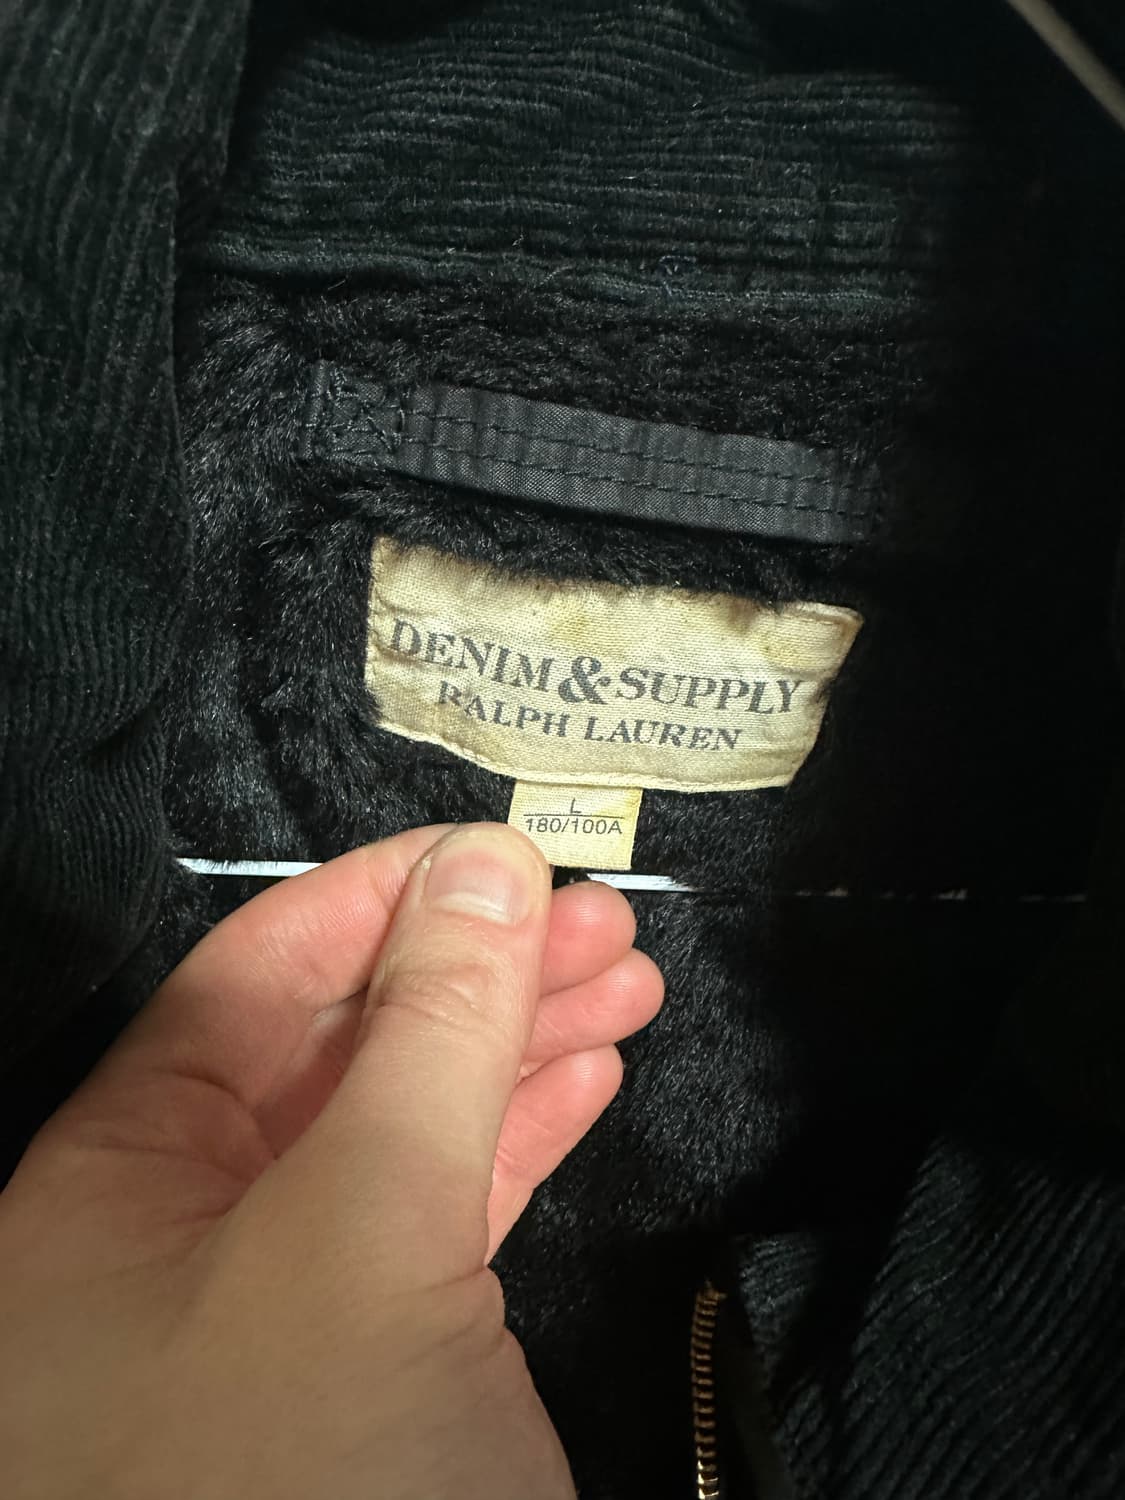 DENIM & SUPPLY
RALPH LAUREN
L
180/100A